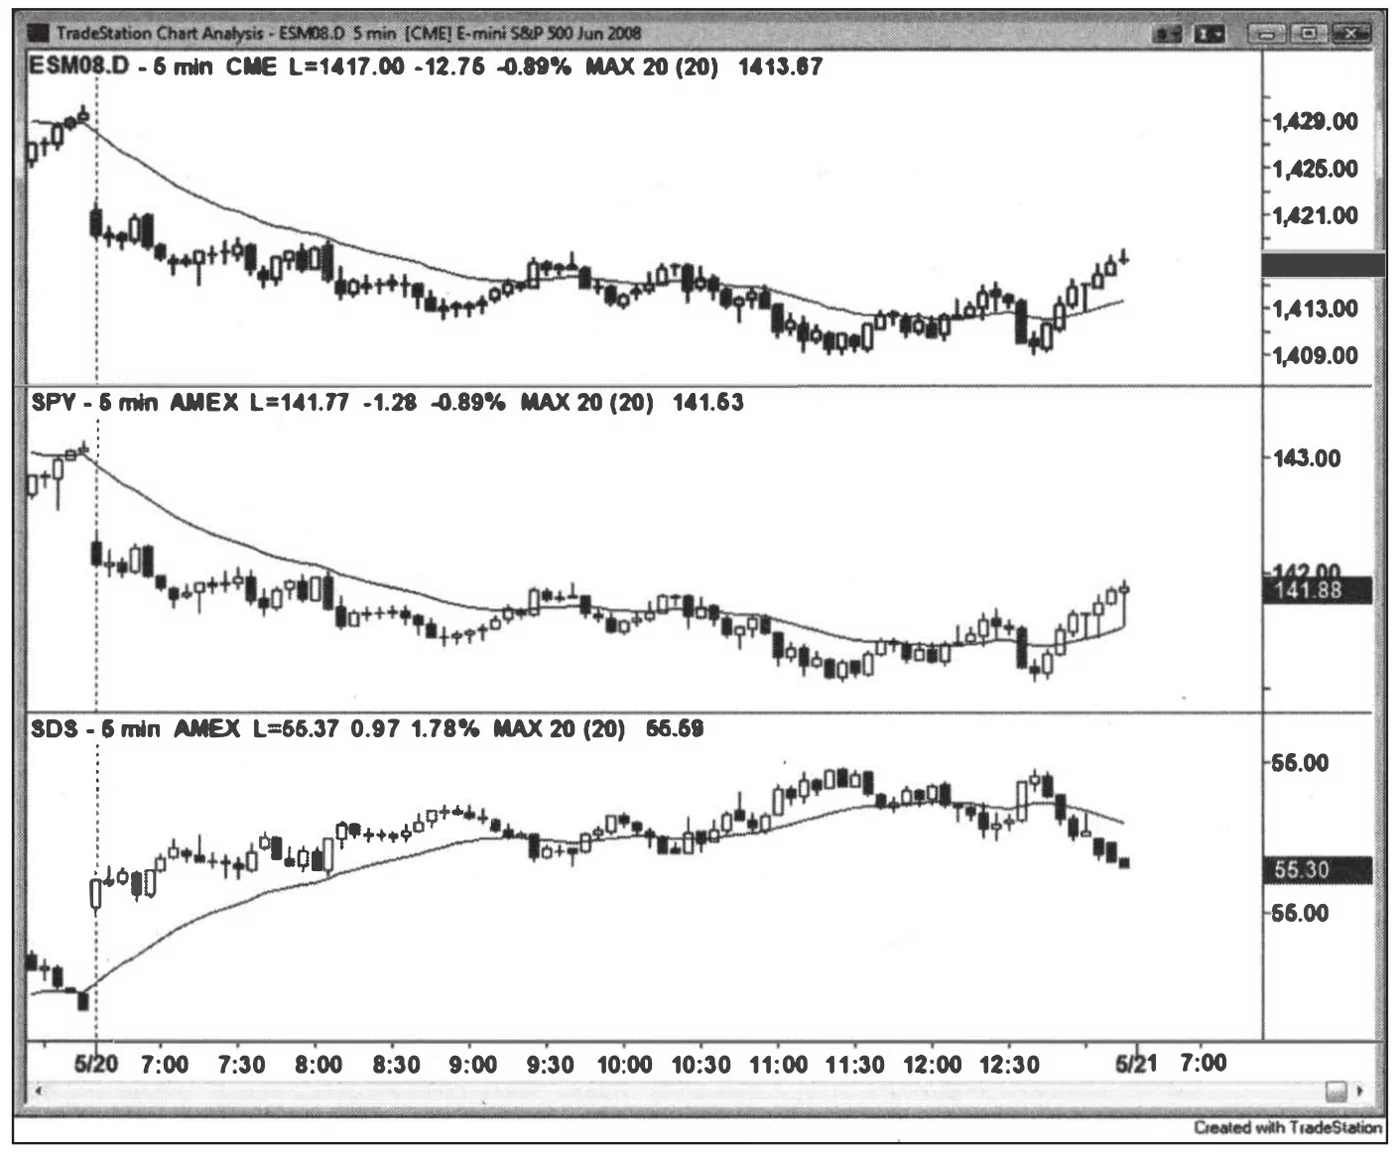 TradeStation Chart Analysis - ESM08.D 5 min [CME] E-mini S&P 500 Jun 2008
ESM08.D - 5 min CME L=1417.00 -12.75 -0.89% MAX 20 (20) 1413.67
1,429.00
1,425.00
1,421.00
1,413.00
1,409.00
SPY - 5 min AMEX L=141.77 -1.28 -0.89% MAX 20 (20) 141.53
143.00
142.00
141.88
SDS - 5 min AMEX L=55.37 0.97 1.78% MAX 20 (20) 55.59
56.00
55.30
55.00
5/20 7:00 7:30 8:00 8:30 9:00 9:30 10:00 10:30 11:00 11:30 12:00 12:30 5/21 7:00
Created with TradeStation